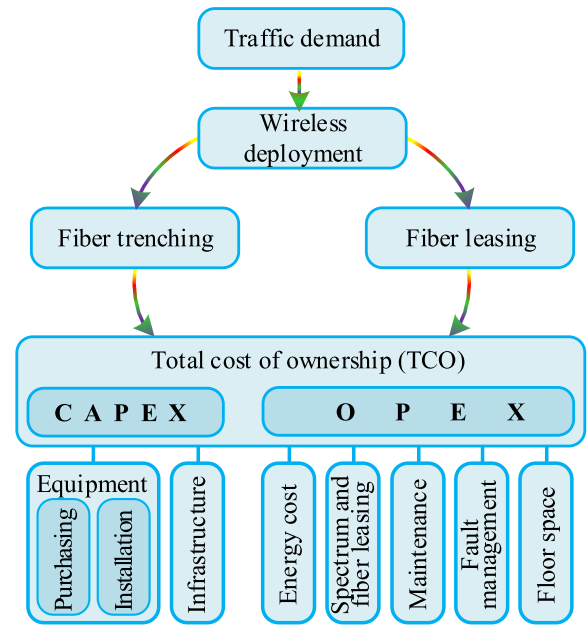 Traffic demand
Wireless
deployment
Fiber trenching
Fiber leasing
Total cost of ownership (TCO)
C A P E X
O P E X
Equipment
Purchasing
Installation
Infrastructure
Energy cost
Spectrum and
fiber leasing
Maintenance
Fault
management
Floor space